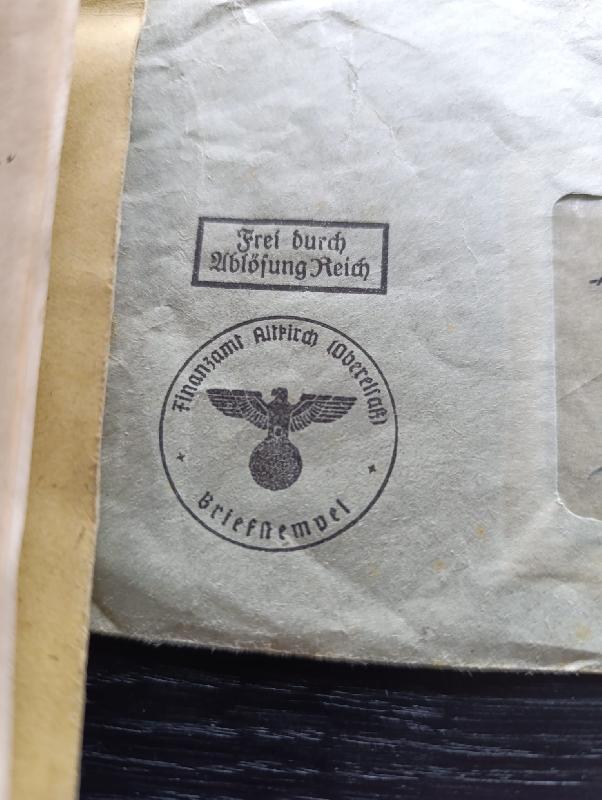 Frei durch
Ablösung Reich
Finanzamt Altkirch (Oberelsaß)
Briefstempel